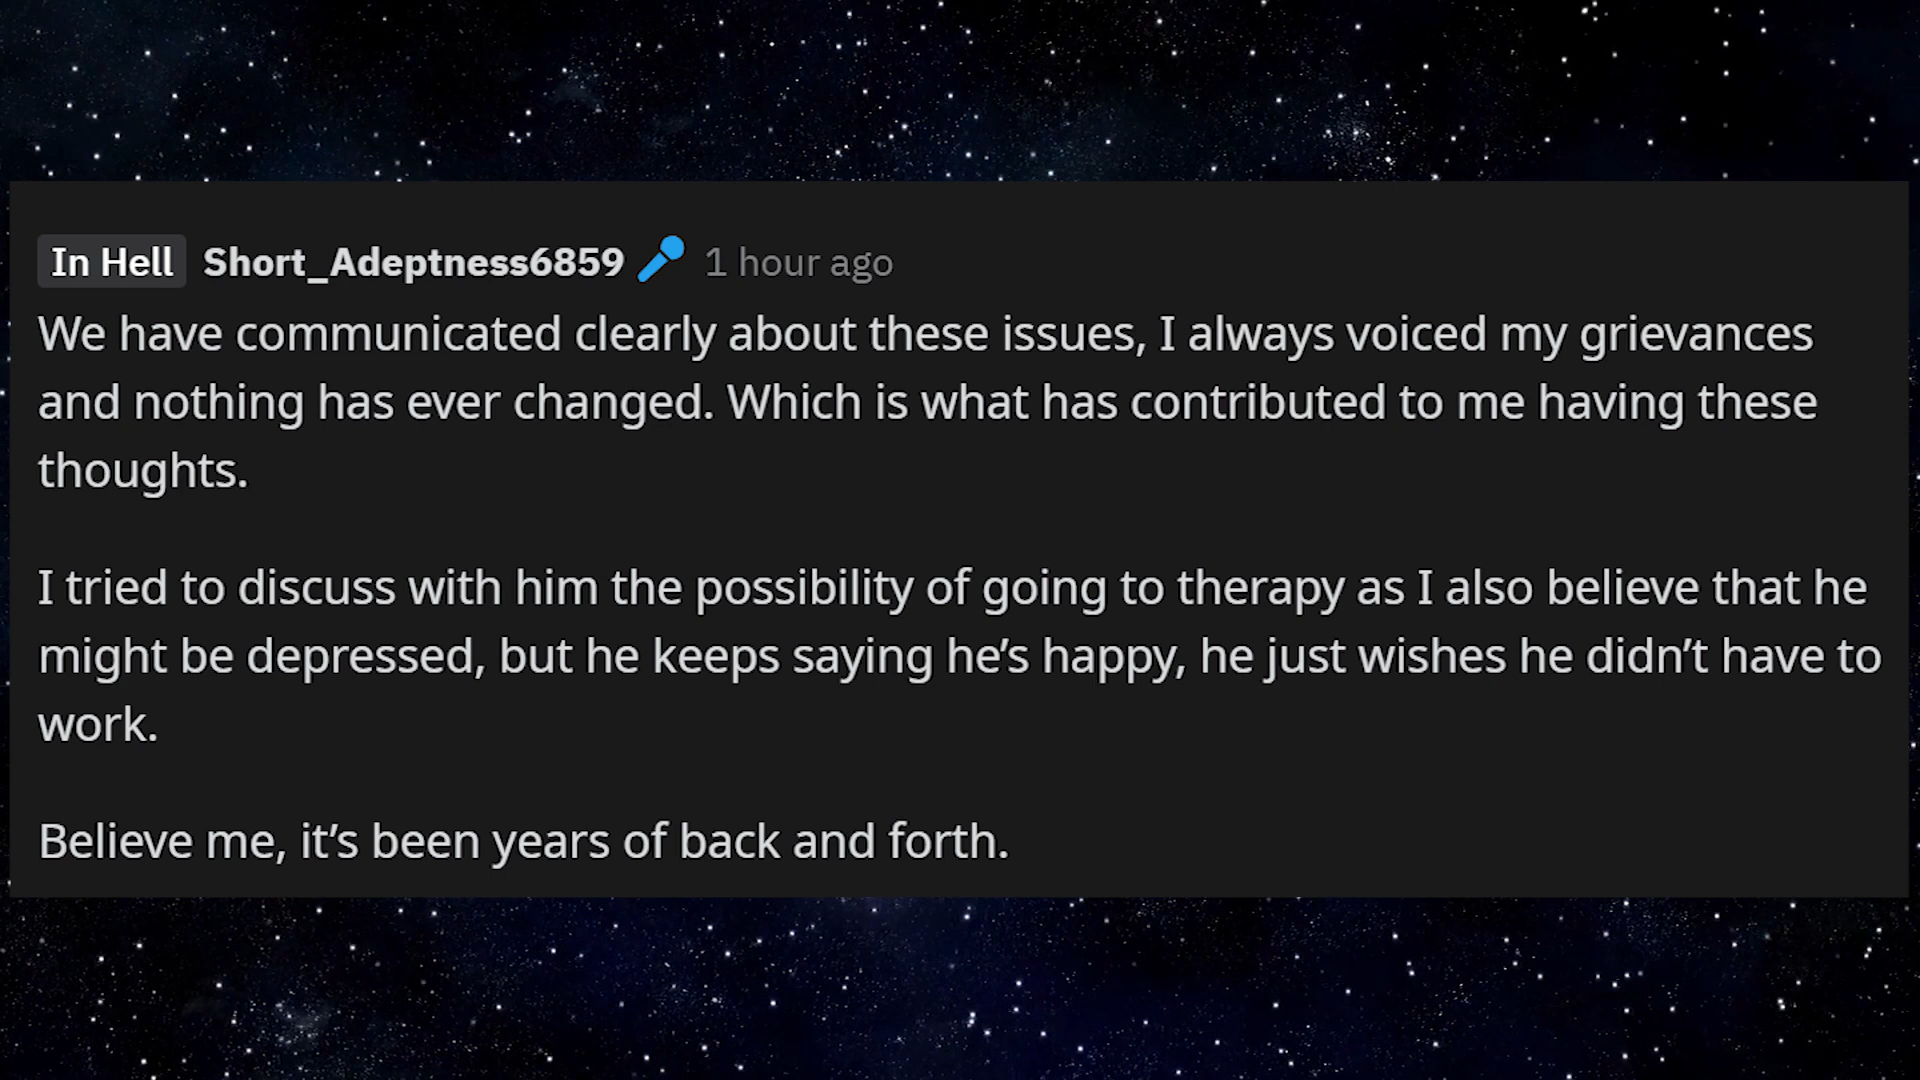 In Hell Short_Adeptness6859 1 hour ago
We have communicated clearly about these issues, I always voiced my grievances
and nothing has ever changed. Which is what has contributed to me having these
thoughts.
I tried to discuss with him the possibility of going to therapy as I also believe that he
might be depressed, but he keeps saying he’s happy, he just wishes he didn’t have to
work.
Believe me, it’s been years of back and forth.